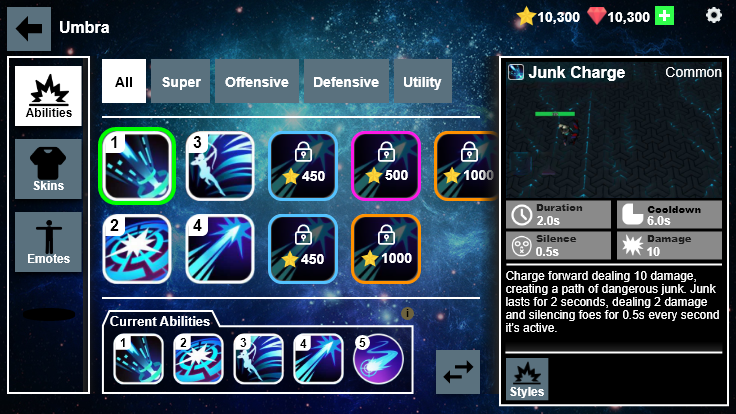 Umbra
10,300
10,300
Abilities
Skins
Emotes
All
Super
Offensive
Defensive
Utility
1
3
450
500
1000
2
4
450
1000
Current Abilities
i
1
2
3
4
5
Junk Charge
Common
Duration
2.0s
Cooldown
6.0s
Silence
0.5s
Damage
10
Charge forward dealing 10 damage,
creating a path of dangerous junk. Junk
lasts for 2 seconds, dealing 2 damage
and silencing foes for 0.5s every second
it's active.
Styles